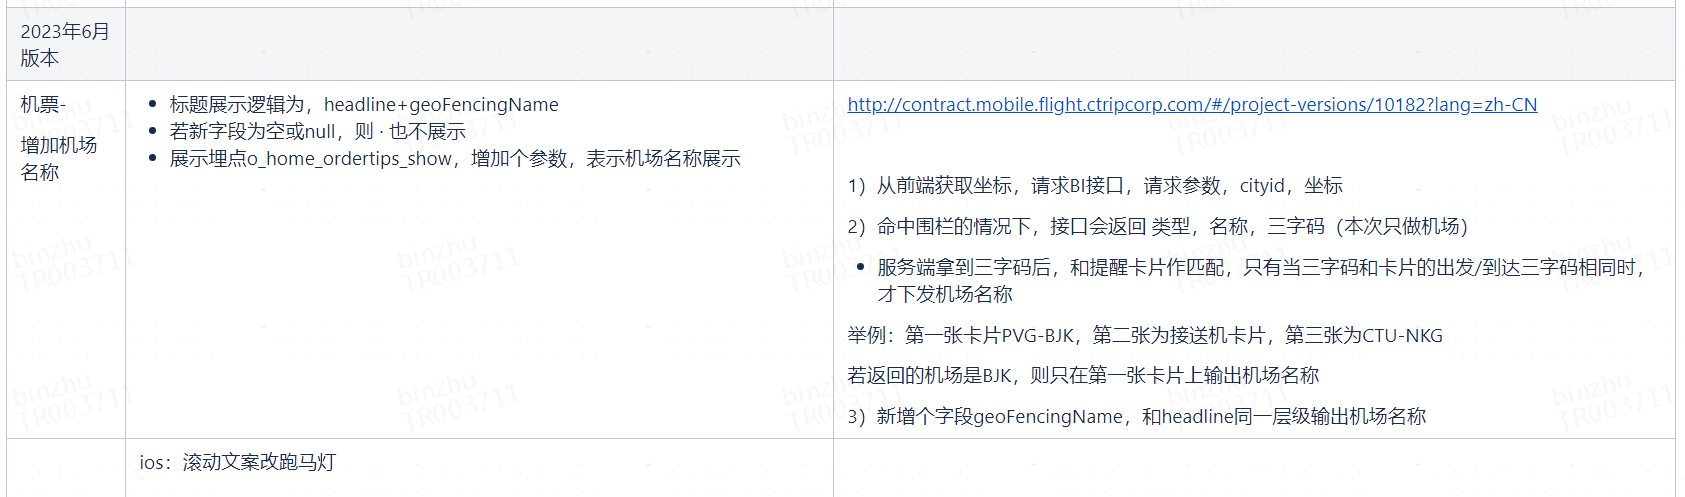 2023年6月
版本
机票-
增加机场
名称
• 标题展示逻辑为，headline+geoFencingName
• 若新字段为空或null，则 · 也不展示
• 展示埋点o_home_ordertips_show，增加个参数，表示机场名称展示
http://contract.mobile.flight.ctripcorp.com/#/project-versions/10182?lang=zh-CN
1）从前端获取坐标，请求BI接口，请求参数，cityid，坐标
2）命中围栏的情况下，接口会返回 类型，名称，三字码（本次只做机场）
• 服务端拿到三字码后，和提醒卡片作匹配，只有当三字码和卡片的出发/到达三字码相同时，
才下发机场名称
举例：第一张卡片PVG-BJK，第二张为接送机卡片，第三张为CTU-NKG
若返回的机场是BJK，则只在第一张卡片上输出机场名称
3）新增个字段geoFencingName，和headline同一层级输出机场名称
ios：滚动文案改跑马灯
binzhu
TR003711